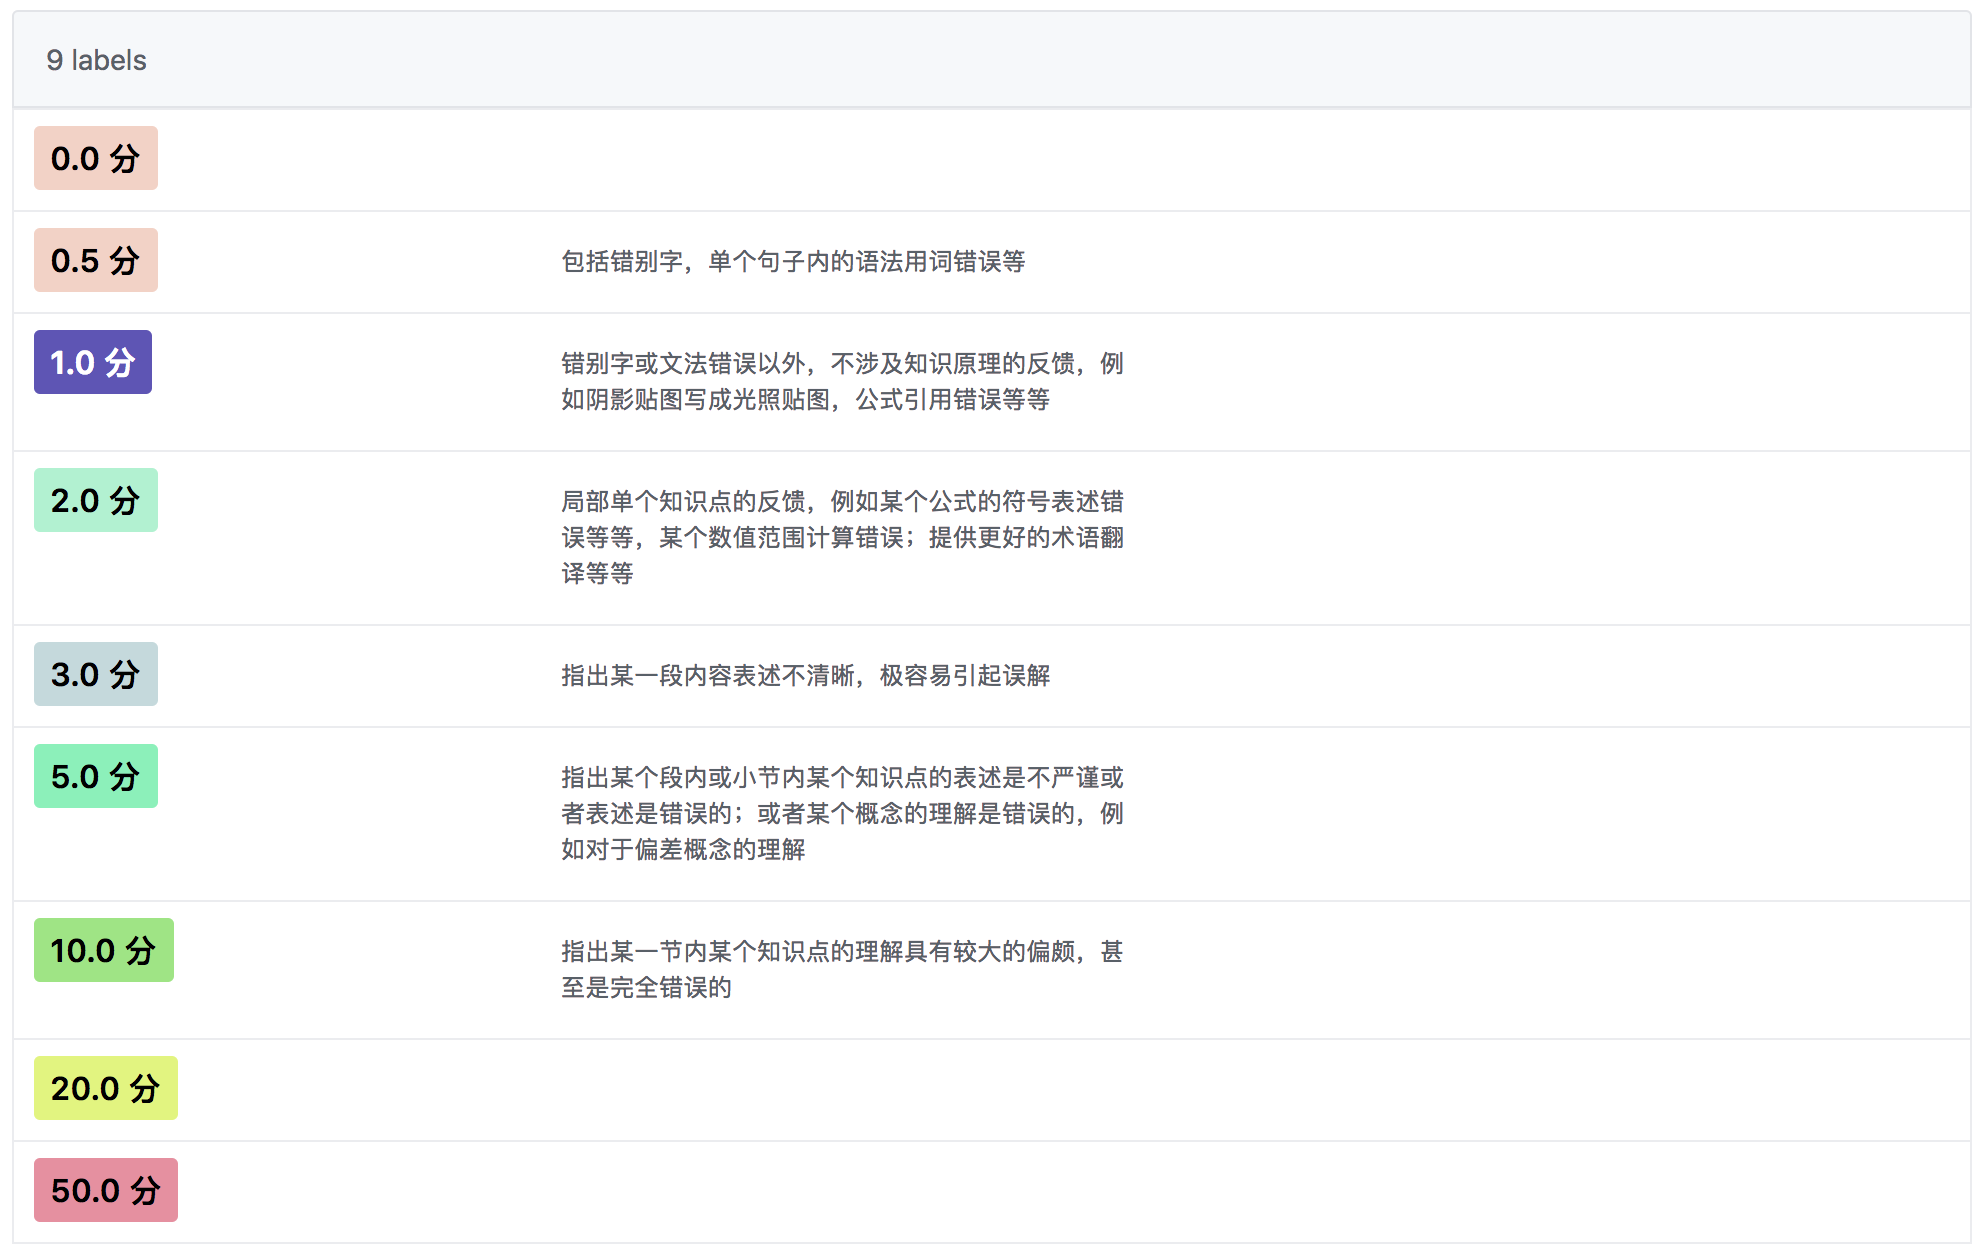 9 labels
0.0 分
0.5 分
包括错别字，单个句子内的语法用词错误等
1.0 分
错别字或文法错误以外，不涉及知识原理的反馈，例
如阴影贴图写成光照贴图，公式引用错误等等
2.0 分
局部单个知识点的反馈，例如某个公式的符号表述错
误等等，某个数值范围计算错误；提供更好的术语翻
译等等
3.0 分
指出某一段内容表述不清晰，极容易引起误解
5.0 分
指出某个段内或小节内某个知识点的表述是不严谨或
者表述是错误的；或者某个概念的理解是错误的，例
如对于偏差概念的理解
10.0 分
指出某一节内某个知识点的理解具有较大的偏颇，甚
至是完全错误的
20.0 分
50.0 分